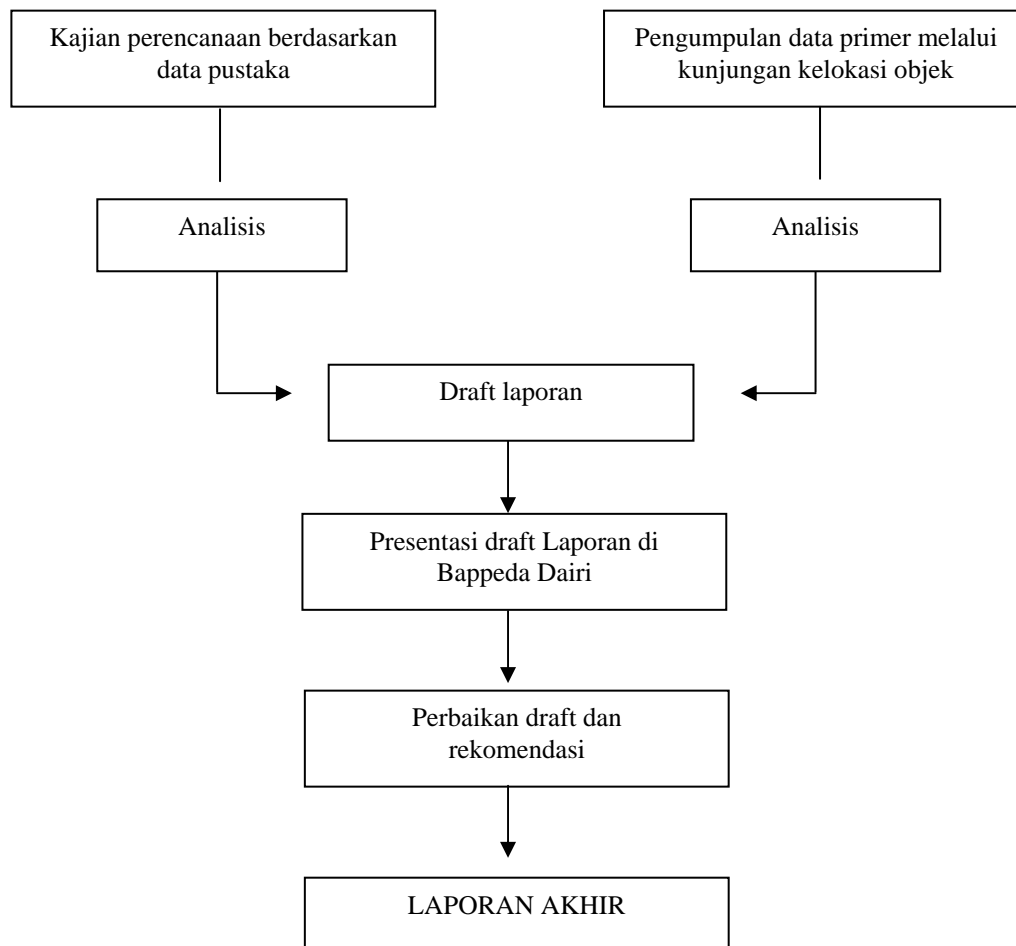 Kajian perencanaan berdasarkan
data pustaka
Pengumpulan data primer melalui
kunjungan kelokasi objek
Analisis
Analisis
Draft laporan
Presentasi draft Laporan di
Bappeda Dairi
Perbaikan draft dan
rekomendasi
LAPORAN AKHIR